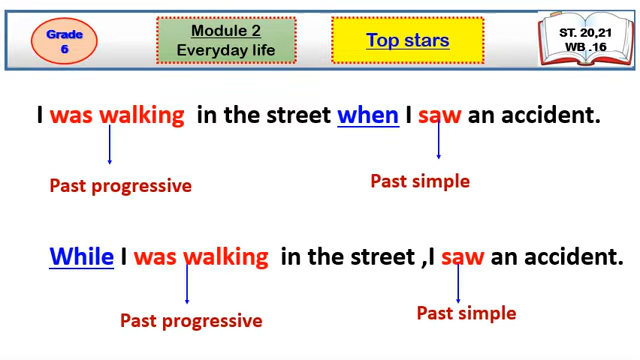 Grade
6
Module 2
Everyday life
Top stars
ST. 20,21
WB .16
I was walking in the street when I saw an accident.
Past progressive
Past simple
While I was walking in the street ,I saw an accident.
Past progressive
Past simple